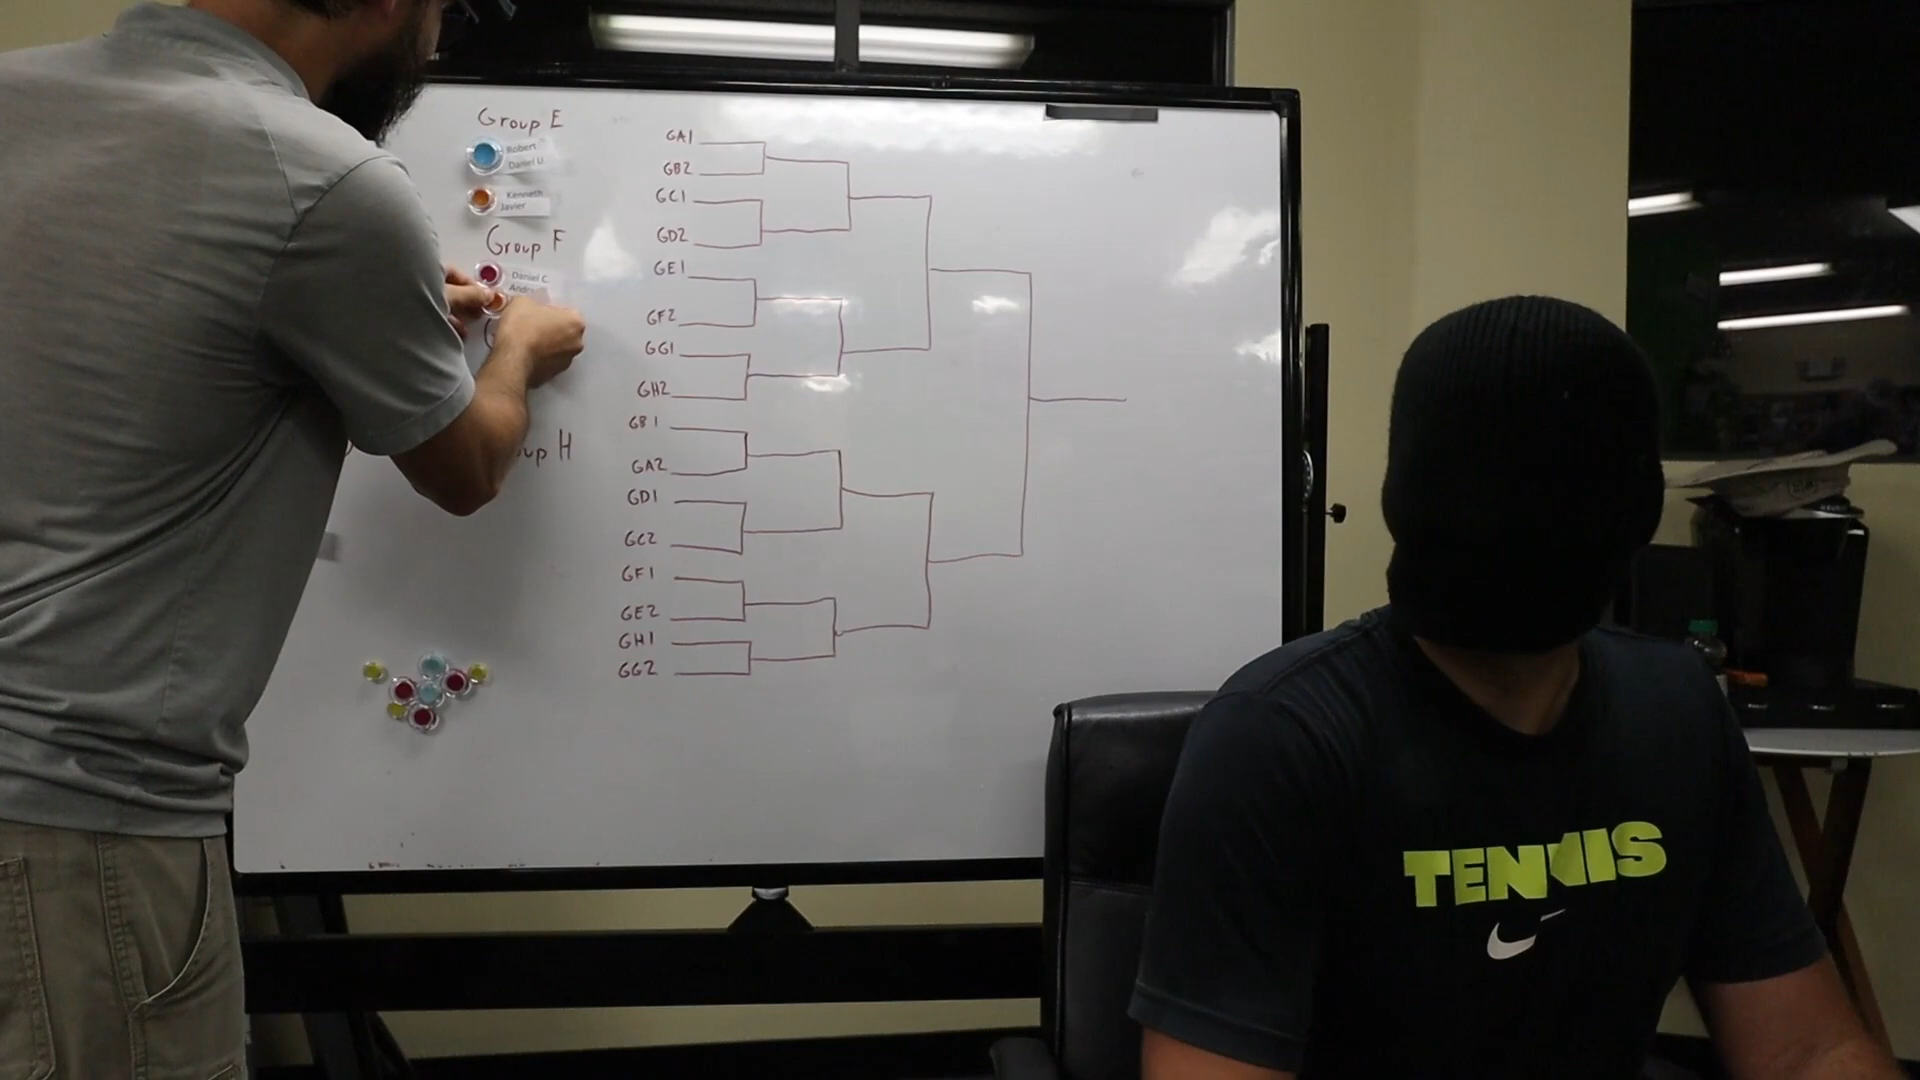 Group E
Robert
Daniel U.
Kenneth
Javier
Group F
Daniel C.
GA1
GB2
GC1
GD2
GE1
GF2
GG1
GH2
GB1
GA2
GD1
GC2
GF1
GE2
GH1
GG2
TENNIS